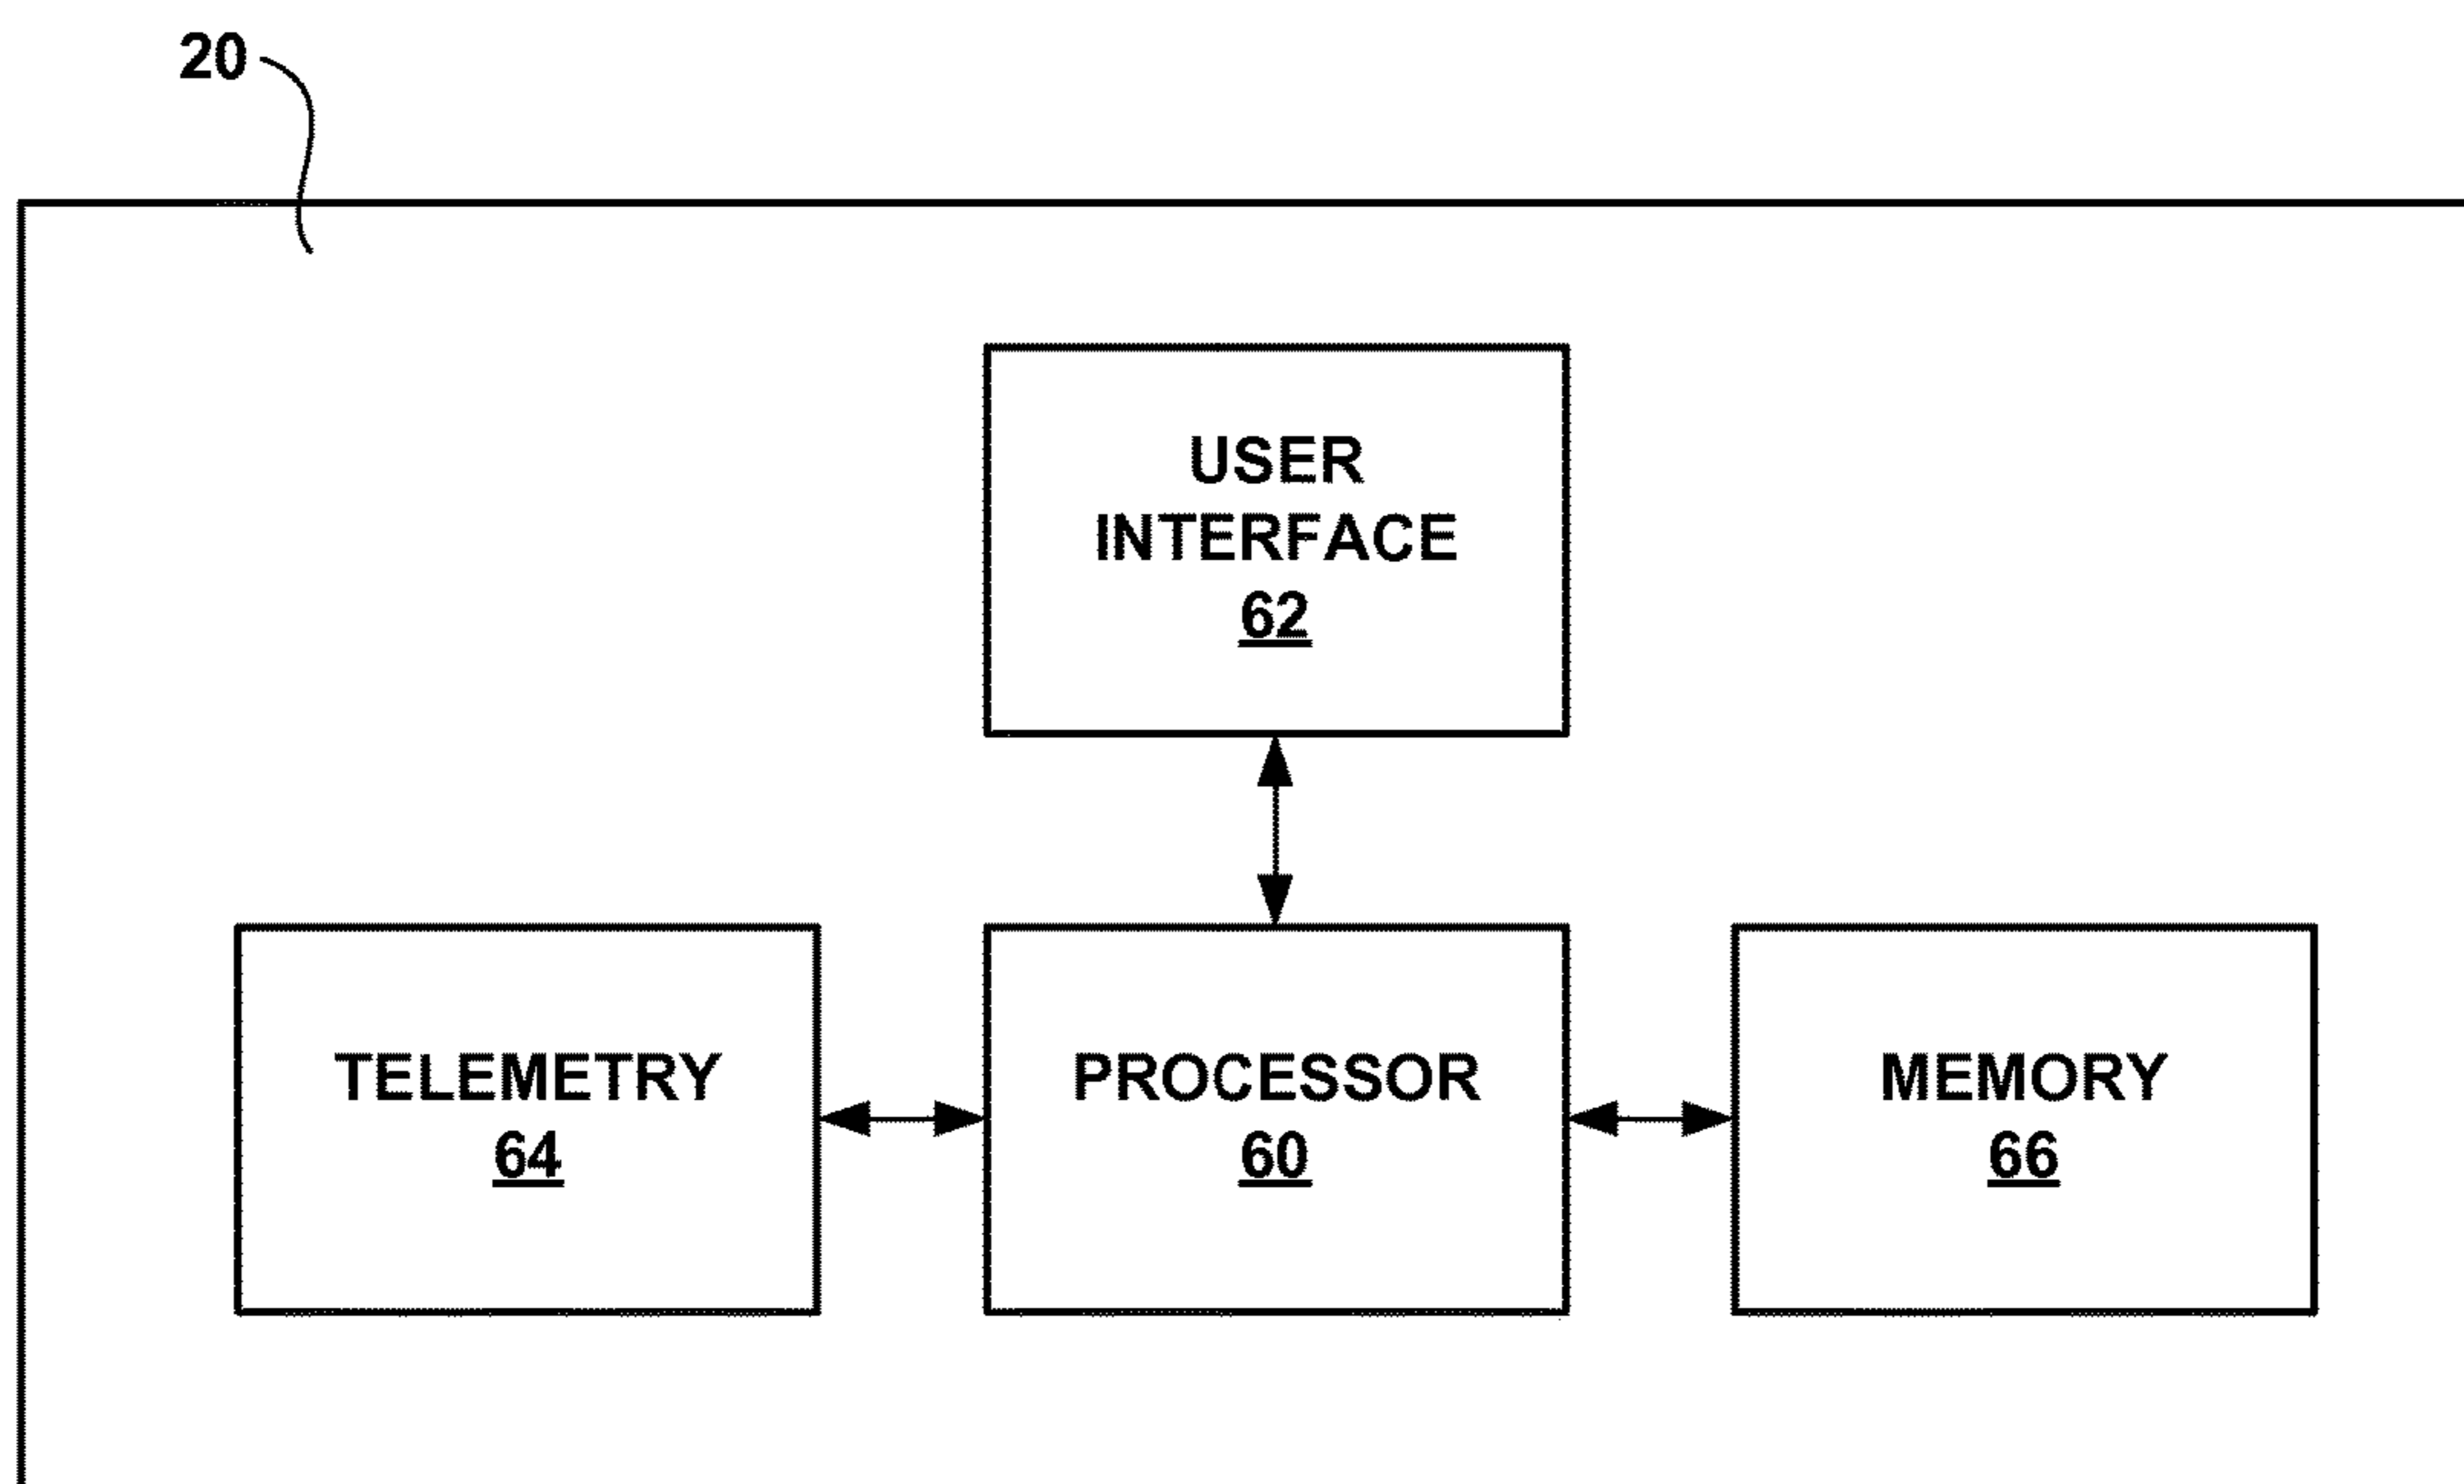 20
USER
INTERFACE
62
TELEMETRY
64
PROCESSOR
60
MEMORY
66